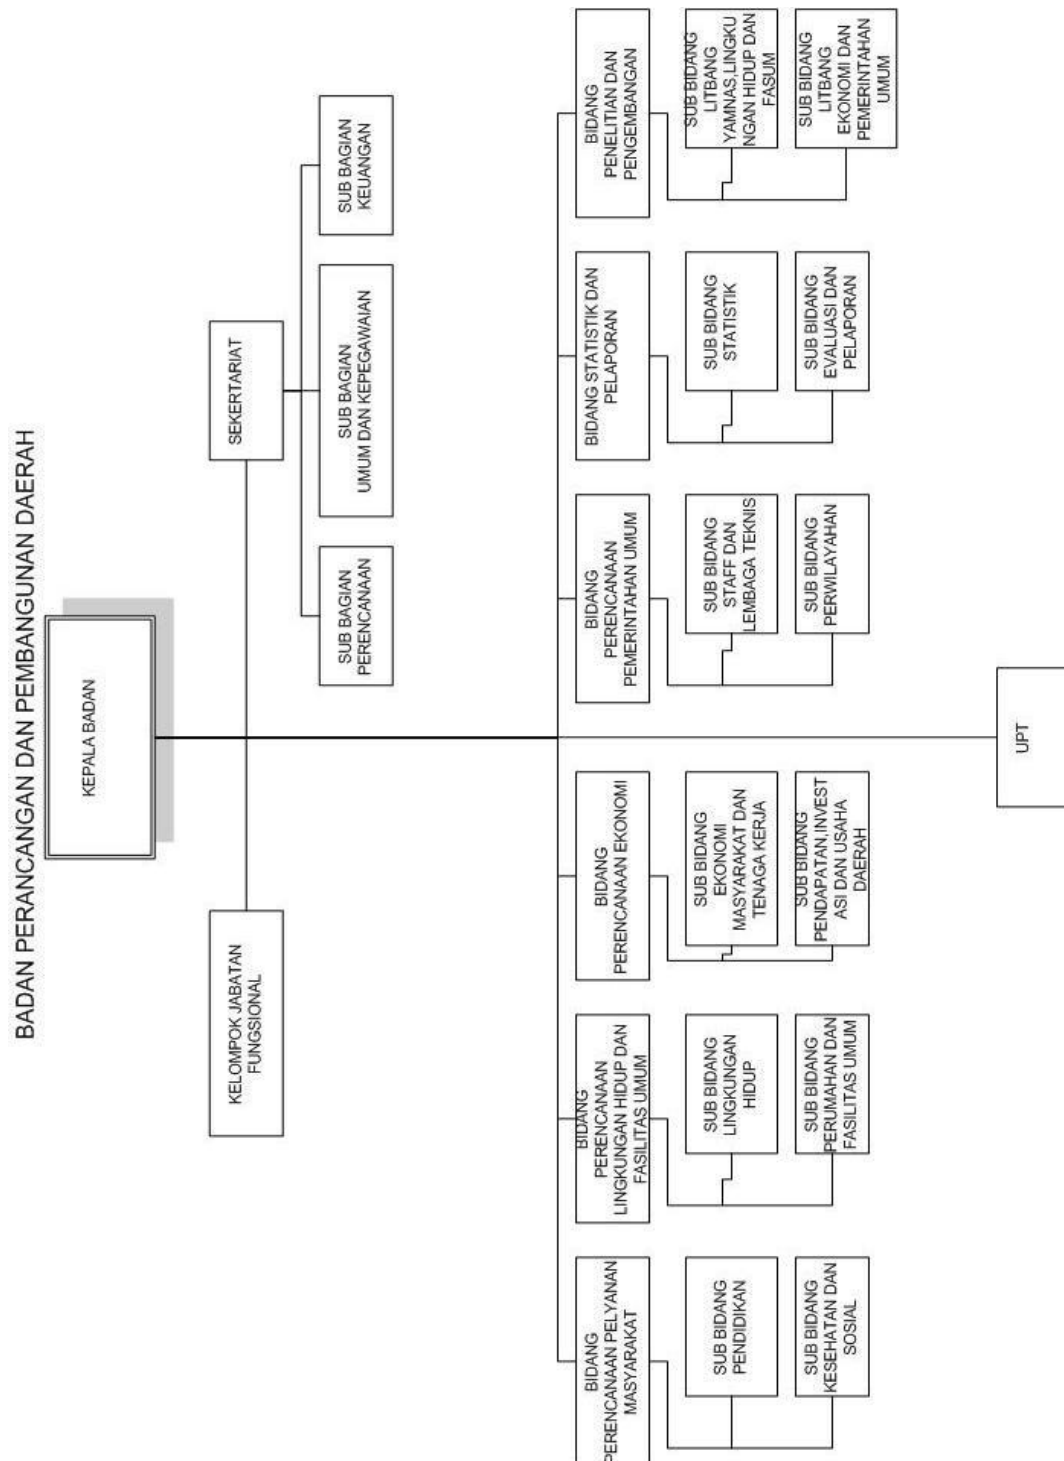 BADAN PERANCANGAN DAN PEMBANGUNAN DAERAH
KEPALA BADAN
KELOMPOK JABATAN
FUNGSIONAL
SEKERTARIAT
SUB BAGIAN
PERENCANAAN
SUB BAGIAN
UMUM DAN KEPEGAWAIAN
SUB BAGIAN
KEUANGAN
BIDANG
PERENCANAAN PELYANAN
MASYARAKAT
SUB BIDANG
PENDIDIKAN
SUB BIDANG
KESEHATAN DAN
SOSIAL
BIDANG
PERENCANAAN
LINGKUNGAN HIDUP DAN
FASILITAS UMUM
SUB BIDANG
LINGKUNGAN
HIDUP
SUB BIDANG
PERUMAHAN DAN
FASILITAS UMUM
BIDANG
PERENCANAAN EKONOMI
SUB BIDANG
EKONOMI
MASYARAKAT DAN
TENAGA KERJA
SUB BIDANG
PENDAPATAN,INVEST
ASI DAN USAHA
DAERAH
BIDANG
PERENCANAAN
PEMERINTAHAN UMUM
SUB BIDANG
STAFF DAN
LEMBAGA TEKNIS
SUB BIDANG
PERWILAYAHAN
BIDANG STATISTIK DAN
PELAPORAN
SUB BIDANG
STATISTIK
SUB BIDANG
EVALUASI DAN
PELAPORAN
BIDANG
PENELITIAN DAN
PENGEMBANGAN
SUB BIDANG
LITBANG
YAMNAS,LINGKU
NGAN HIDUP DAN
FASUM
SUB BIDANG
LITBANG
EKONOMI DAN
PEMERINTAHAN
UMUM
UPT